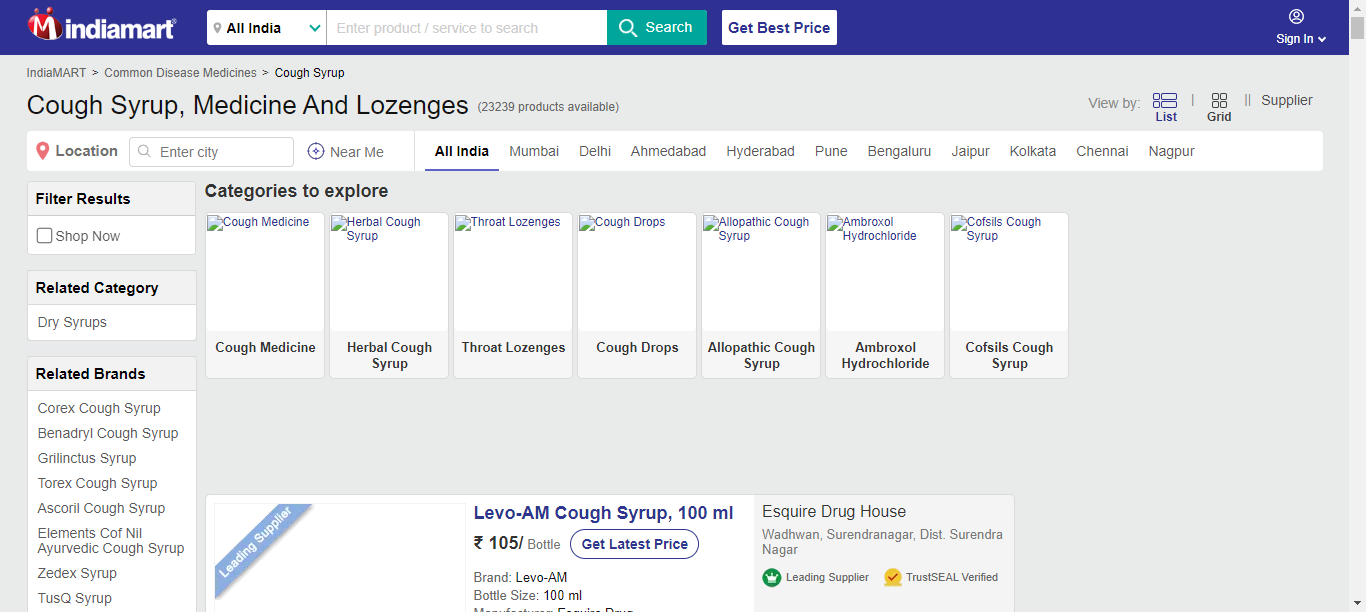 indiamart
All India
Enter product / service to search
Search
Get Best Price
Sign In
IndiaMART > Common Disease Medicines > Cough Syrup
Cough Syrup, Medicine And Lozenges (23239 products available)
View by:
List
Grid
Supplier
Location
Enter city
Near Me
All India
Mumbai
Delhi
Ahmedabad
Hyderabad
Pune
Bengaluru
Jaipur
Kolkata
Chennai
Nagpur
Filter Results
Shop Now
Related Category
Dry Syrups
Related Brands
Corex Cough Syrup
Benadryl Cough Syrup
Grilinctus Syrup
Torex Cough Syrup
Ascoril Cough Syrup
Elements Cof Nil
Ayurvedic Cough Syrup
Zedex Syrup
TusQ Syrup
Categories to explore
Cough Medicine
Cough Medicine
Herbal Cough
Syrup
Herbal Cough
Syrup
Throat Lozenges
Throat Lozenges
Cough Drops
Cough Drops
Allopathic Cough
Syrup
Allopathic Cough
Syrup
Ambroxol
Hydrochloride
Ambroxol
Hydrochloride
Cofsils Cough
Syrup
Cofsils Cough
Syrup
Leading Supplier
Levo-AM Cough Syrup, 100 ml
₹ 105/ Bottle
Get Latest Price
Brand: Levo-AM
Bottle Size: 100 ml
Manufacturer: Esquire Drug
Esquire Drug House
Wadhwan, Surendranagar, Dist. Surendra
Nagar
Leading Supplier
TrustSEAL Verified